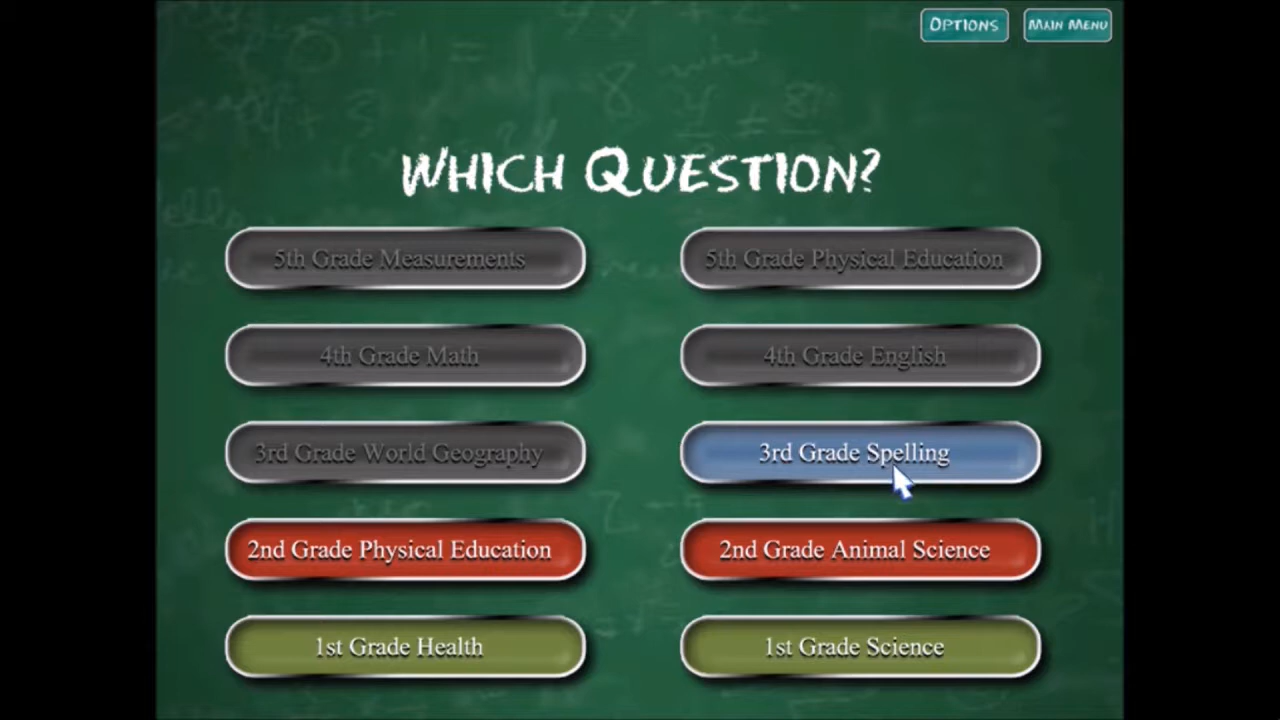 OPTIONS
MAIN MENU
WHICH QUESTION?
5th Grade Measurements
5th Grade Physical Education
4th Grade Math
4th Grade English
3rd Grade World Geography
3rd Grade Spelling
2nd Grade Physical Education
2nd Grade Animal Science
1st Grade Health
1st Grade Science